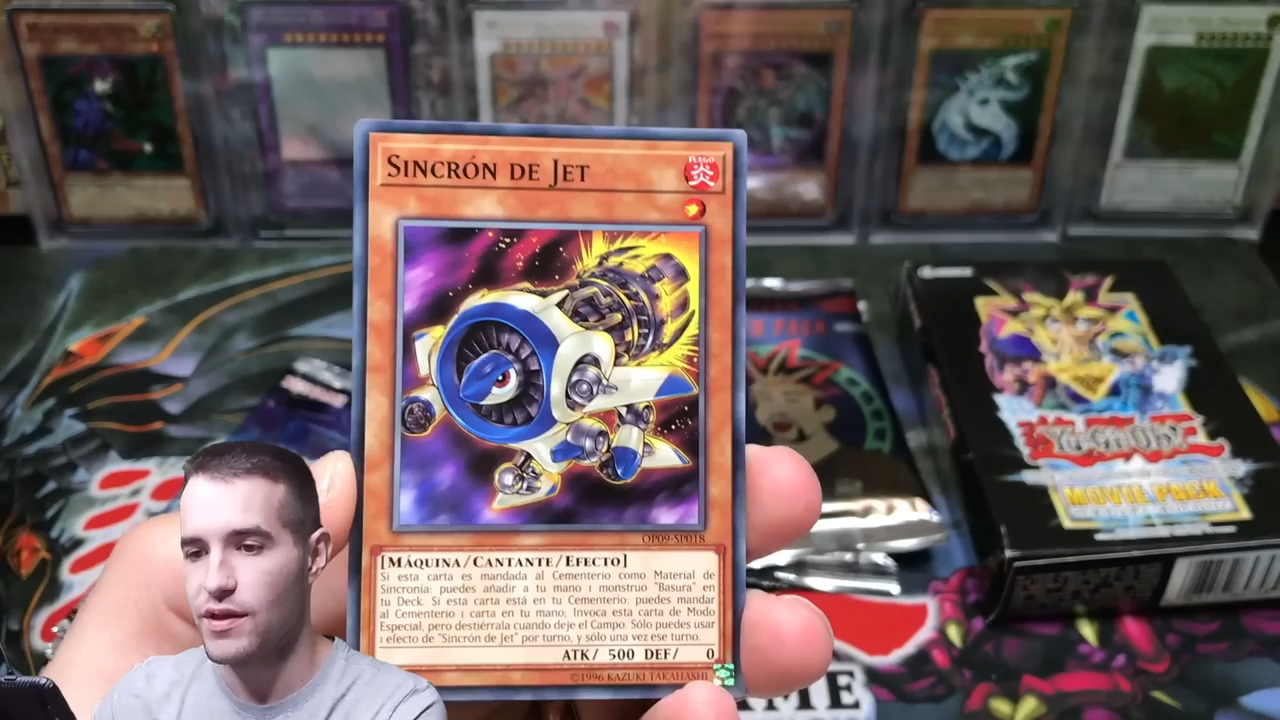 SINCRÓN DE JET
FUEGO
炎
OP09-SP018
[MÁQUINA/CANTANTE/EFECTO]
Si esta carta es mandada al Cementerio como Material de
Sincronía: puedes añadir a tu mano 1 monstruo "Basura" en
tu Deck. Si esta carta está en tu Cementerio: puedes mandar
al Cementerio 1 carta en tu mano; Invoca esta carta de Modo
Especial, pero destiérrala cuando deje el Campo. Sólo puedes usar
1 efecto de "Sincrón de Jet" por turno, y sólo una vez ese turno.
ATK/ 500 DEF/ 0
©1996 KAZUKI TAKAHASHI
PACK
Yu-Gi-Oh!
MOVIE PACK